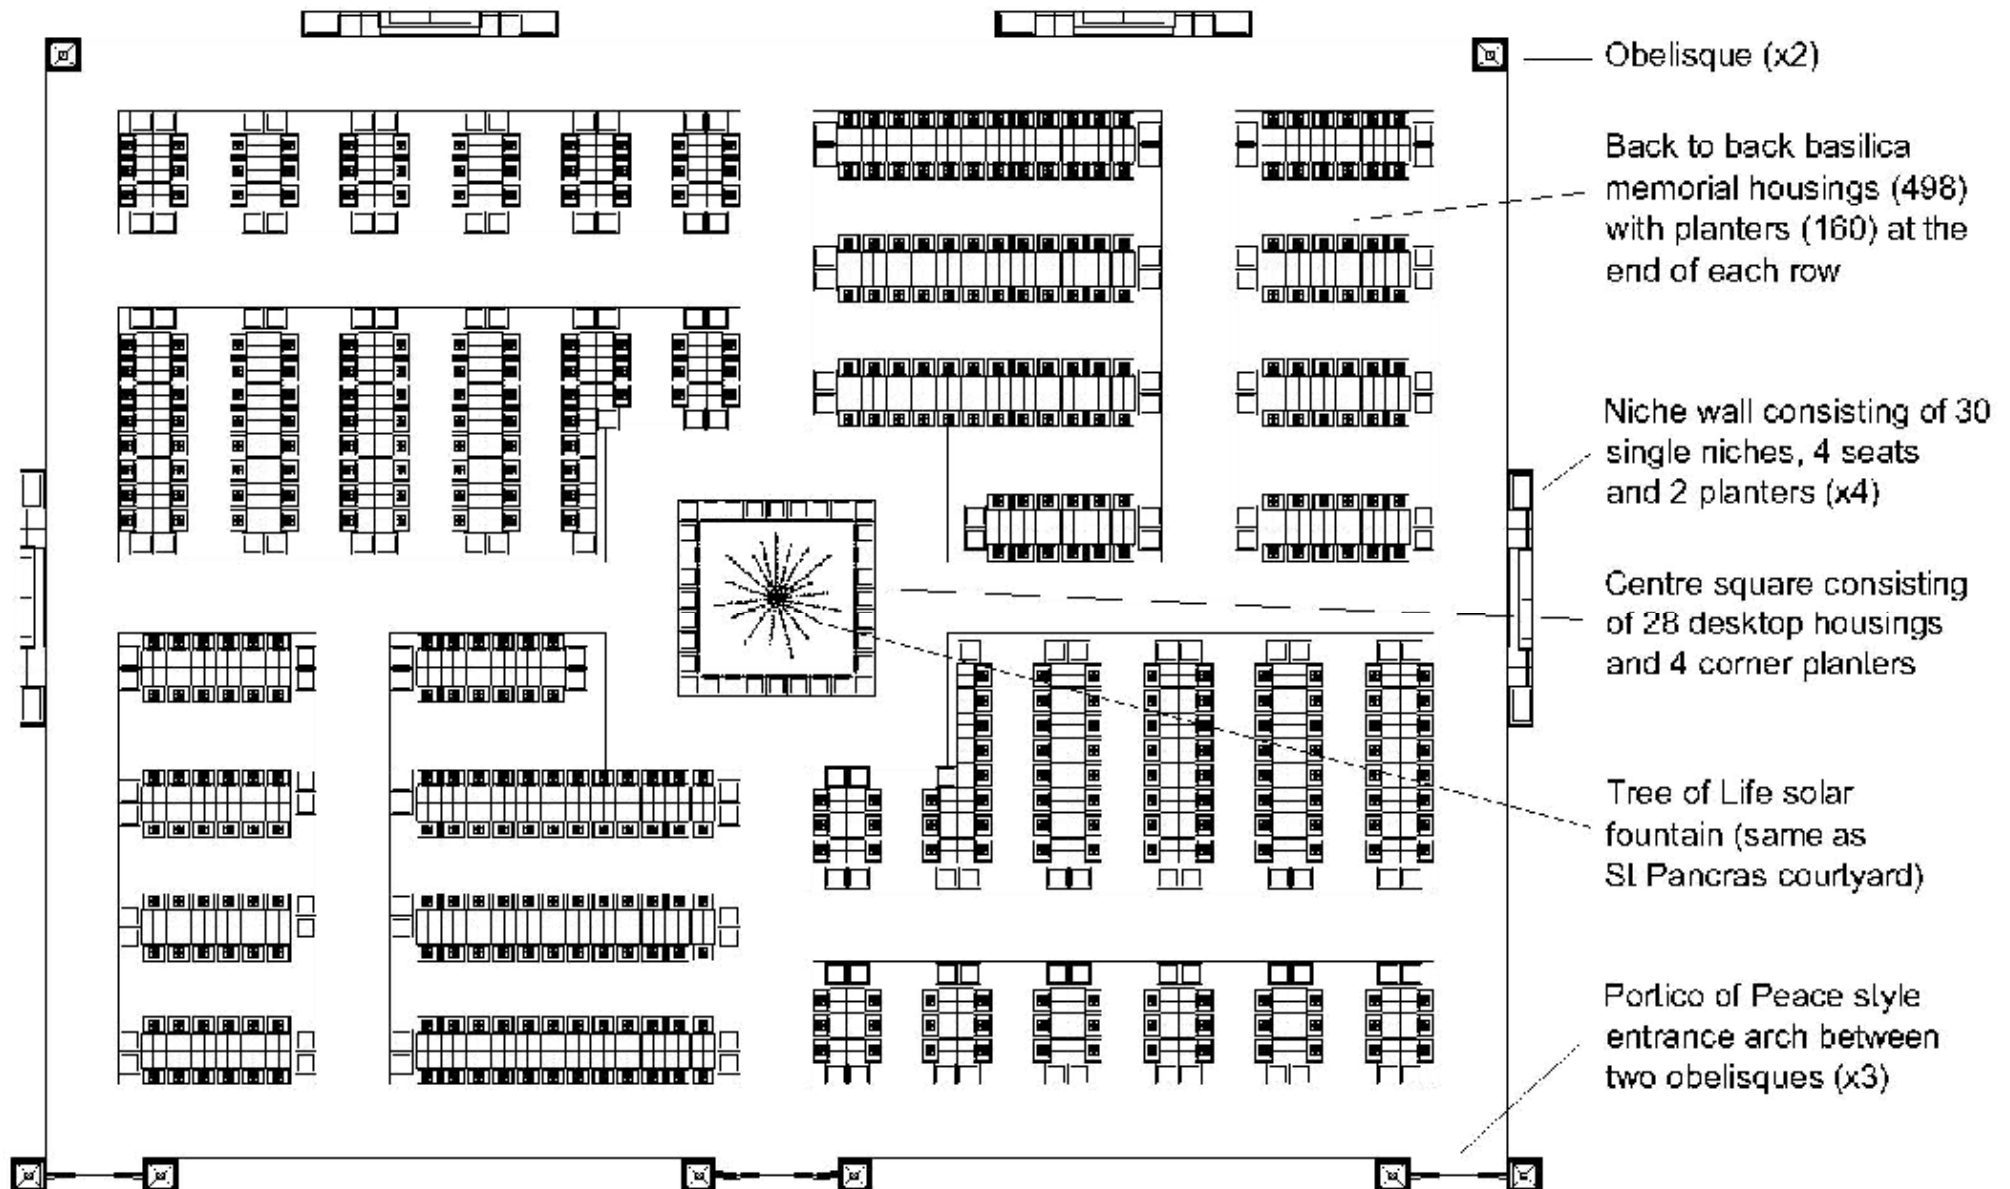 Obelisque (x2)
Back to back basilica
memorial housings (498)
with planters (160) at the
end of each row
Niche wall consisting of 30
single niches, 4 seats
and 2 planters (x4)
Centre square consisting
of 28 desktop housings
and 4 corner planters
Tree of Life solar
fountain (same as
St Pancras courtyard)
Portico of Peace style
entrance arch between
two obelisques (x3)